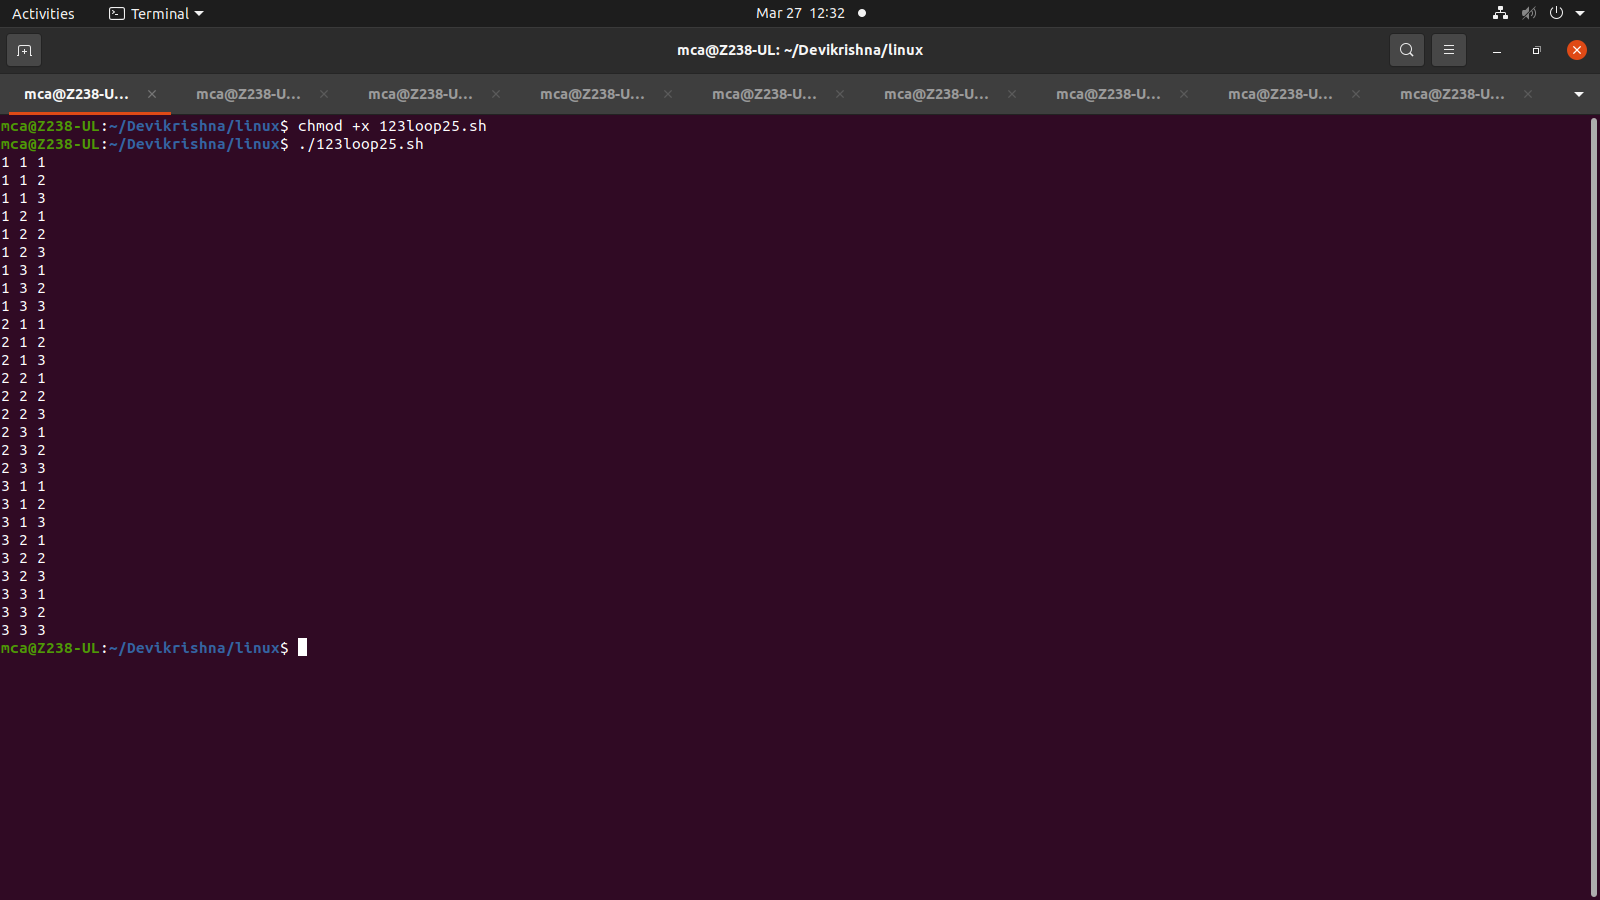 Activities Terminal Mar 27 12:32
mca@Z238-UL: ~/Devikrishna/linux
mca@Z238-U... mca@Z238-U... mca@Z238-U... mca@Z238-U... mca@Z238-U... mca@Z238-U... mca@Z238-U... mca@Z238-U... mca@Z238-U...
mca@Z238-UL:~/Devikrishna/linux$ chmod +x 123loop25.sh
mca@Z238-UL:~/Devikrishna/linux$ ./123loop25.sh
1 1 1
1 1 2
1 1 3
1 2 1
1 2 2
1 2 3
1 3 1
1 3 2
1 3 3
2 1 1
2 1 2
2 1 3
2 2 1
2 2 2
2 2 3
2 3 1
2 3 2
2 3 3
3 1 1
3 1 2
3 1 3
3 2 1
3 2 2
3 2 3
3 3 1
3 3 2
3 3 3
mca@Z238-UL:~/Devikrishna/linux$